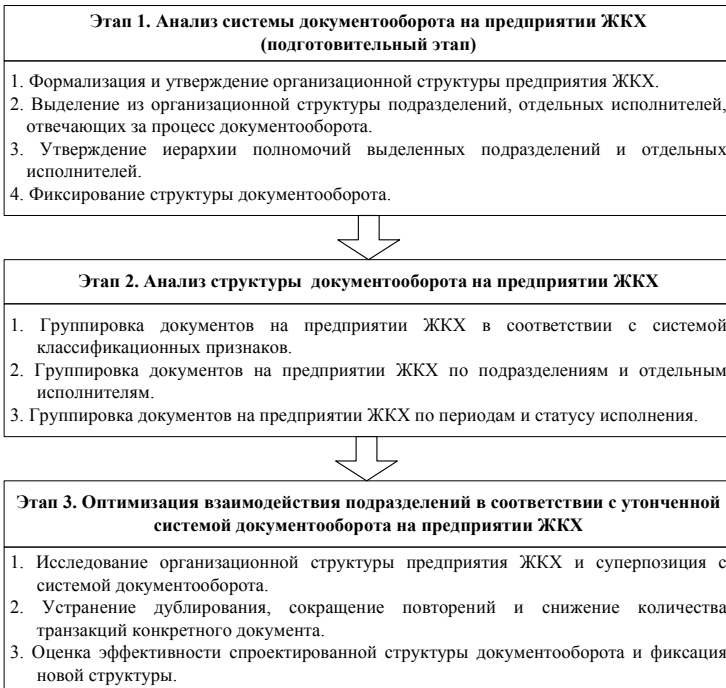 Этап 1. Анализ системы документооборота на предприятии ЖКХ
(подготовительный этап)
1. Формализация и утверждение организационной структуры предприятия ЖКХ.
2. Выделение из организационной структуры подразделений, отдельных исполнителей,
отвечающих за процесс документооборота.
3. Утверждение иерархии полномочий выделенных подразделений и отдельных
исполнителей.
4. Фиксирование структуры документооборота.
Этап 2. Анализ структуры документооборота на предприятии ЖКХ
1. Группировка документов на предприятии ЖКХ в соответствии с системой
классификационных признаков.
2. Группировка документов на предприятии ЖКХ по подразделениям и отдельным
исполнителям.
3. Группировка документов на предприятии ЖКХ по периодам и статусу исполнения.
Этап 3. Оптимизация взаимодействия подразделений в соответствии с утонченной
системой документооборота на предприятии ЖКХ
1. Исследование организационной структуры предприятия ЖКХ и суперпозиция с
системой документооборота.
2. Устранение дублирования, сокращение повторений и снижение количества
транзакций конкретного документа.
3. Оценка эффективности спроектированной структуры документооборота и фиксация
новой структуры.